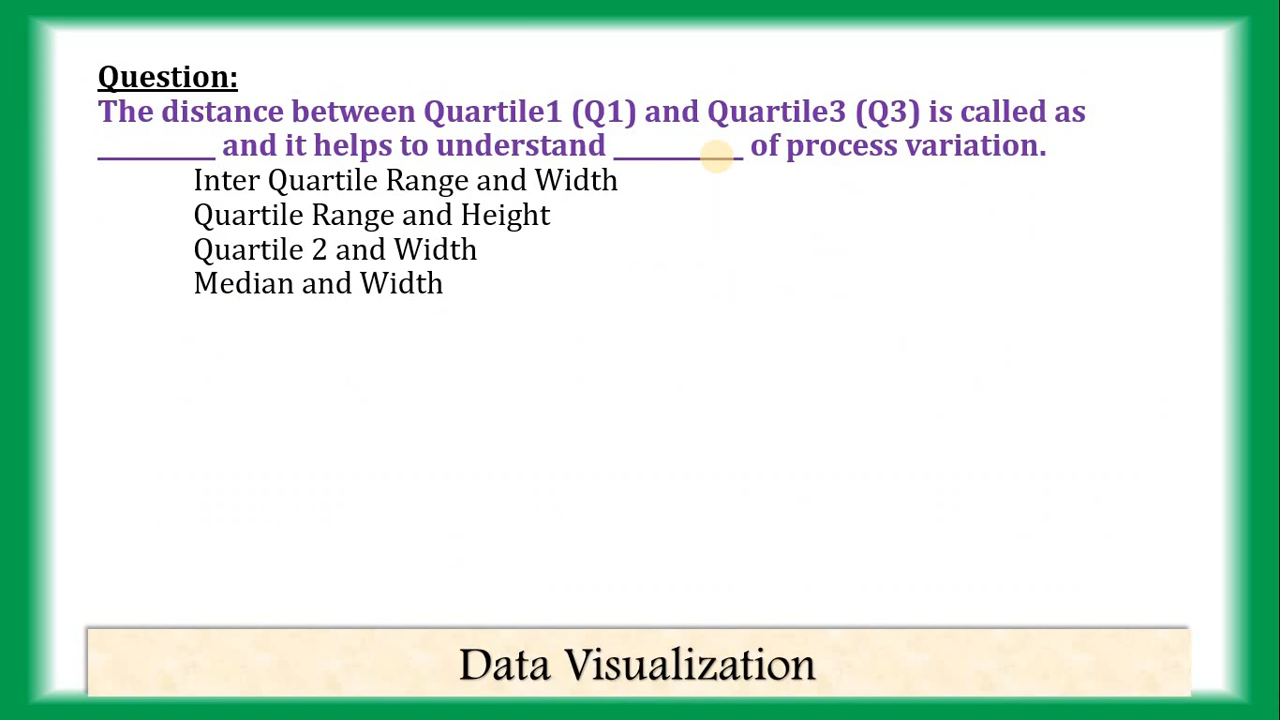 Question:
The distance between Quartile1 (Q1) and Quartile3 (Q3) is called as
_________ and it helps to understand __________ of process variation.
Inter Quartile Range and Width
Quartile Range and Height
Quartile 2 and Width
Median and Width
Data Visualization